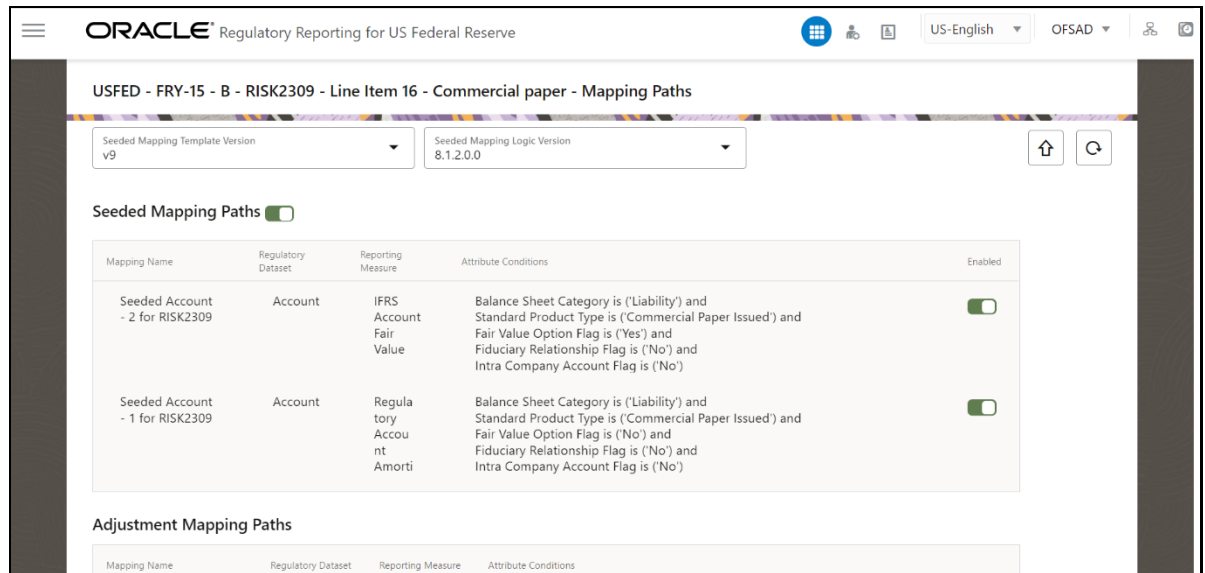 ORACLE® Regulatory Reporting for US Federal Reserve
US-English
OFSAD
USFED - FRY-15 - B - RISK2309 - Line Item 16 - Commercial paper - Mapping Paths
Seeded Mapping Template Version
v9
Seeded Mapping Logic Version
8.1.2.0.0
Seeded Mapping Paths
Mapping Name
Regulatory
Dataset
Reporting
Measure
Attribute Conditions
Enabled
Seeded Account
- 2 for RISK2309
Account
IFRS
Account
Fair
Value
Balance Sheet Category is ('Liability') and
Standard Product Type is ('Commercial Paper Issued') and
Fair Value Option Flag is ('Yes') and
Fiduciary Relationship Flag is ('No') and
Intra Company Account Flag is ('No')
Seeded Account
- 1 for RISK2309
Account
Regula
tory
Accou
nt
Amorti
Balance Sheet Category is ('Liability') and
Standard Product Type is ('Commercial Paper Issued') and
Fair Value Option Flag is ('No') and
Fiduciary Relationship Flag is ('No') and
Intra Company Account Flag is ('No')
Adjustment Mapping Paths
Mapping Name
Regulatory Dataset
Reporting Measure
Attribute Conditions